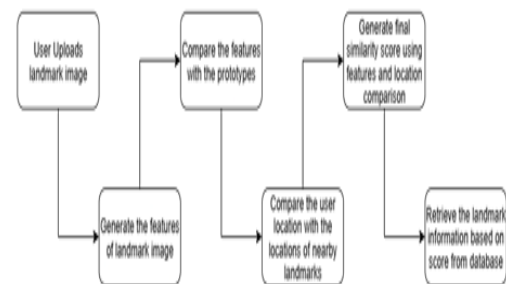 User Uploads
landmark image
Generate the features
of landmark image
Compare the features
with the prototypes
Compare the user
location with the
locations of nearby
landmarks
Generate final
similarity score using
features and location
comparison
Retrieve the landmark
information based on
score from database